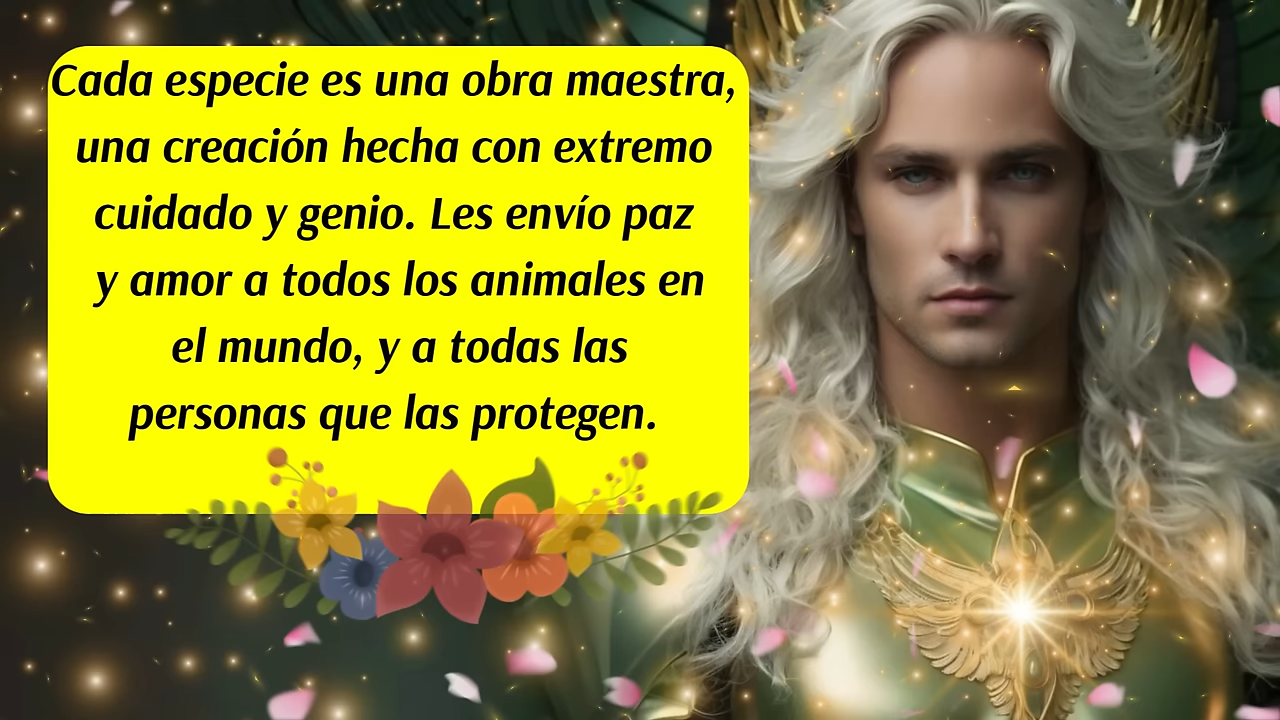 Cada especie es una obra maestra,
una creación hecha con extremo
cuidado y genio. Les envío paz
y amor a todos los animales en
el mundo, y a todas las
personas que las protegen.